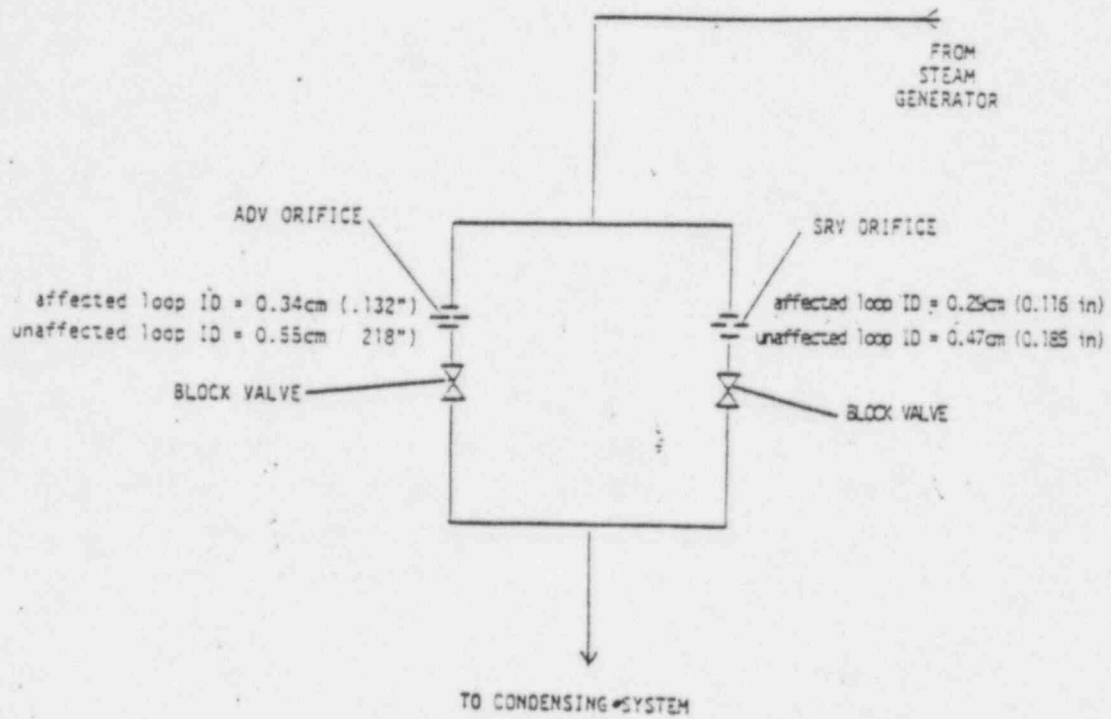 FROM
STEAM
GENERATOR
ADV ORIFICE
SRV ORIFICE
affected loop ID = 0.34cm (.132")
unaffected loop ID = 0.55cm 218")
affected loop ID = 0.29cm (0.116 in)
unaffected loop ID = 0.47cm (0.185 in)
BLOCK VALVE
BLOCK VALVE
TO CONDENSING SYSTEM